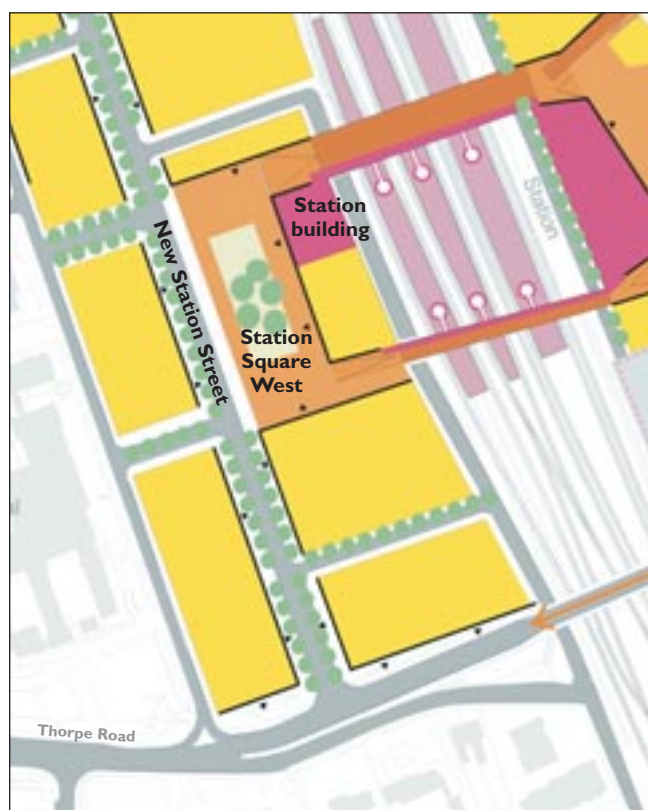 Station
Station
building
New Station Street
Station
Square
West
Thorpe Road